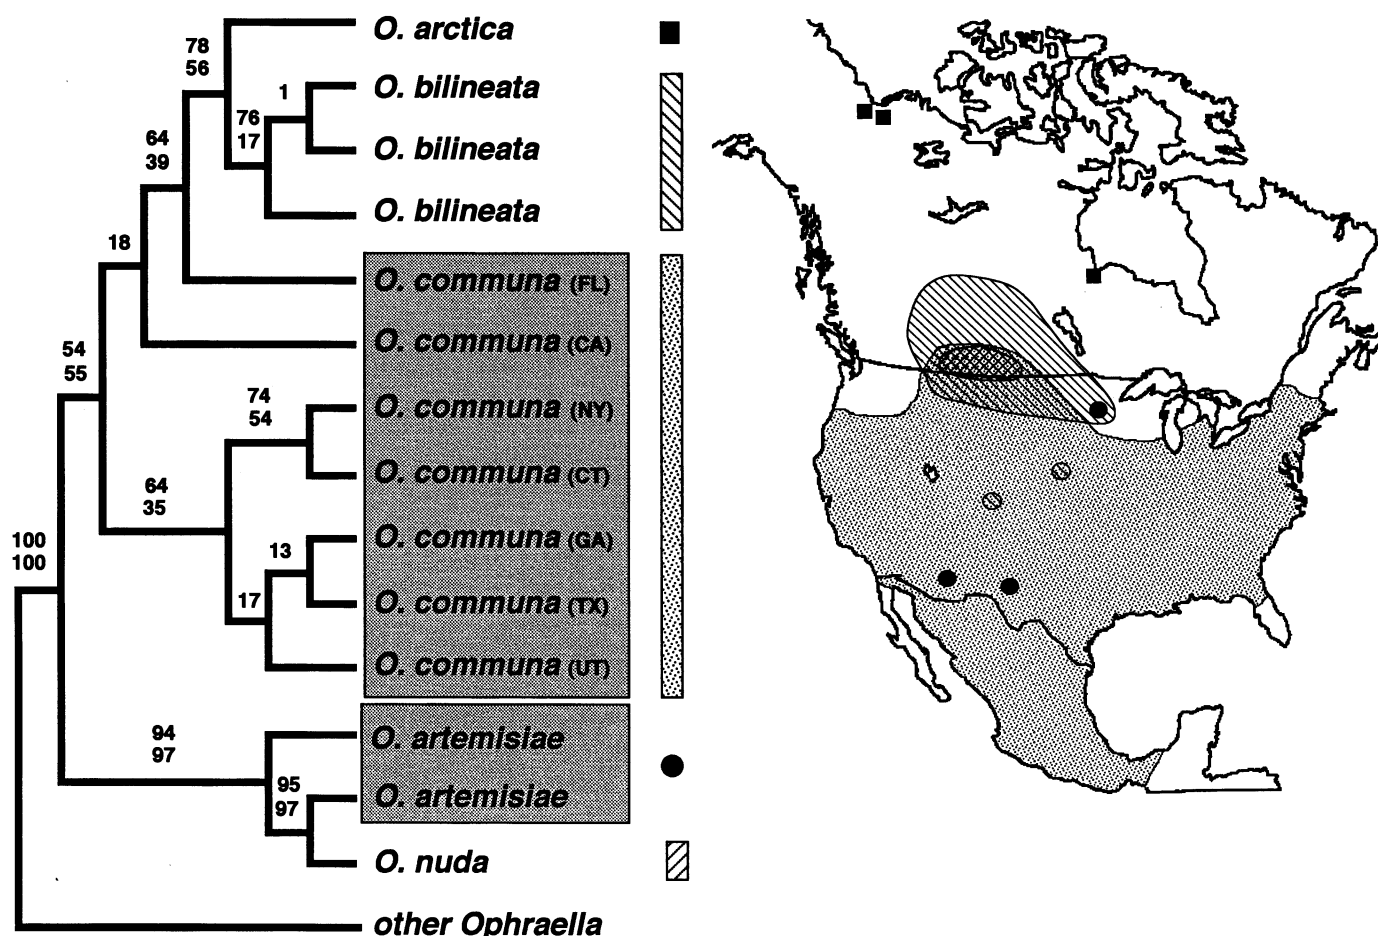 O. arctica
78
56
O. bilineata
1
76
17
O. bilineata
64
39
O. bilineata
18
O. communa (FL)
O. communa (CA)
54
55
74
54
O. communa (NY)
O. communa (CT)
64
35
O. communa (GA)
13
100
100
17
O. communa (TX)
O. communa (UT)
94
97
O. artemisiae
95
97
O. artemisiae
O. nuda
other Ophraella